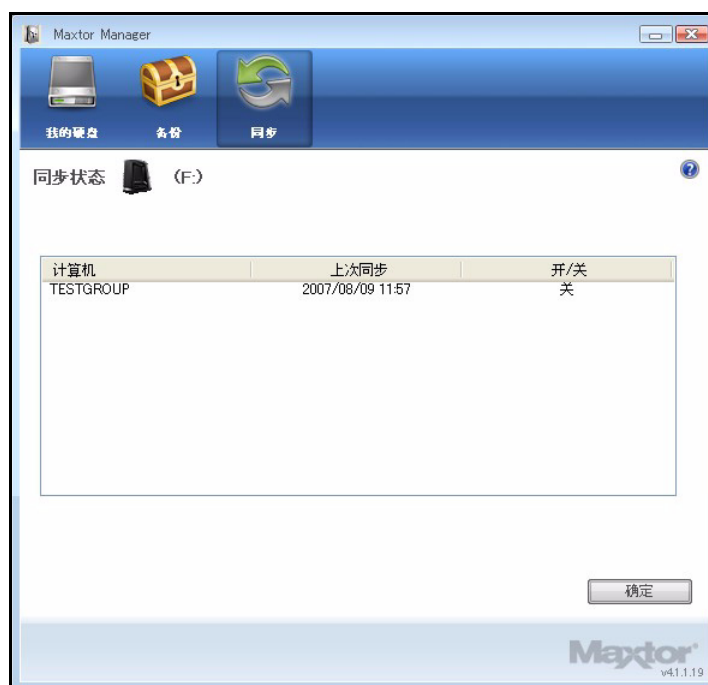 Maxtor Manager
我的硬盘 备份 同步
同步状态 (F:)
计算机 上次同步 开/关
TESTGROUP 2007/08/09 11:57 关
确定
Maxtor
v4.1.1.19